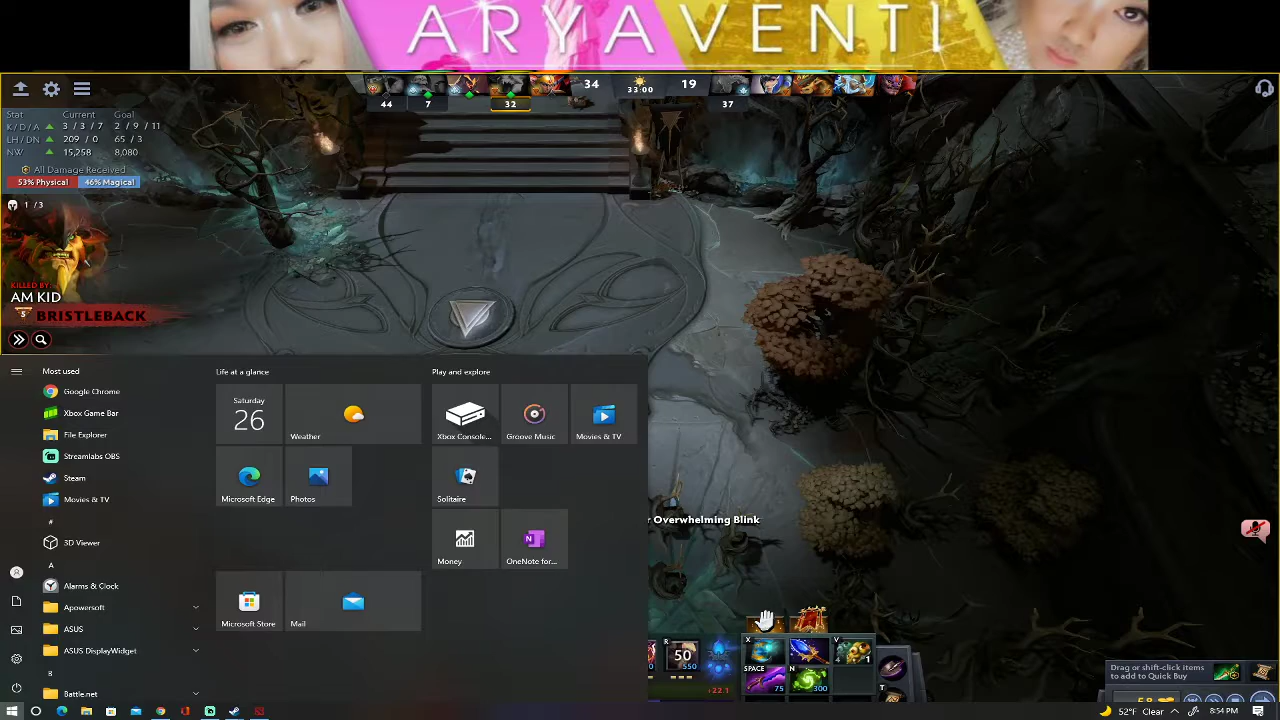 ARYAVENTI
34 33:00 19
44 7 32 37
Stat Current Goal
K / D / A 3 / 3 / 7 2 / 9 / 11
LH / DN 209 / 0 65 / 3
NW 15,258 8,080
All Damage Received
53% Physical 46% Magical
1 / 3
KILLED BY:
AM KID
BRISTLEBACK
Most used
Google Chrome
Xbox Game Bar
File Explorer
Streamlabs OBS
Steam
Movies & TV
#
3D Viewer
A
Alarms & Clock
Apowersoft
ASUS
ASUS DisplayWidget
B
Battle.net
Life at a glance
Saturday
26
Weather
Microsoft Edge
Photos
Microsoft Store
Mail
Play and explore
Xbox Console...
Groove Music
Movies & TV
Solitaire
Money
OneNote for...
r Overwhelming Blink
R
50
550
+22.1
X
V
4 1
SPACE
75
N
300
T
Drag or shift-click items
to add to Quick Buy
52°F Clear
8:54 PM